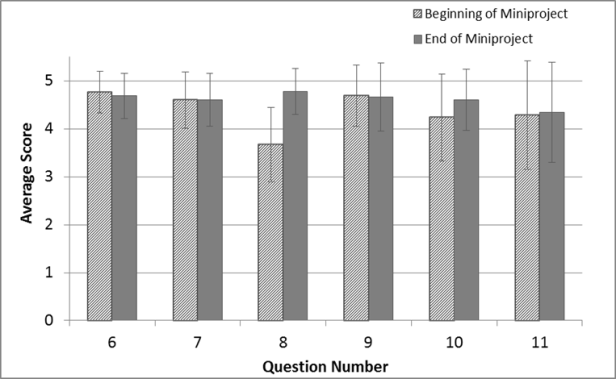 Beginning of Miniproject
End of Miniproject
5
4
3
2
1
0
Average Score
6 7 8 9 10 11
Question Number